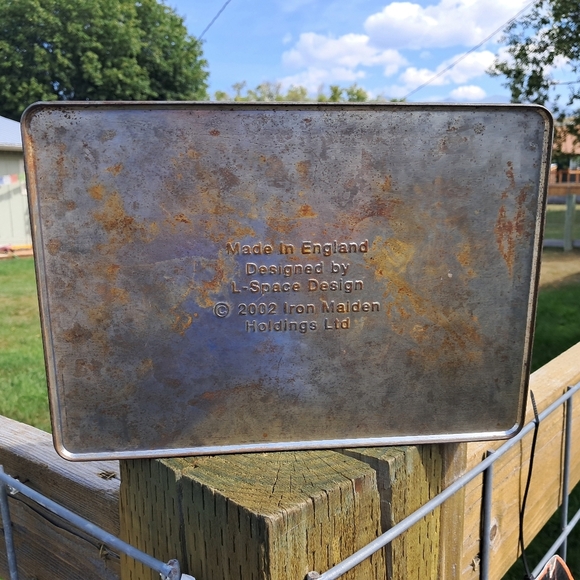 Made in England
Designed by
L-Space Design
© 2002 Iron Maiden
Holdings Ltd